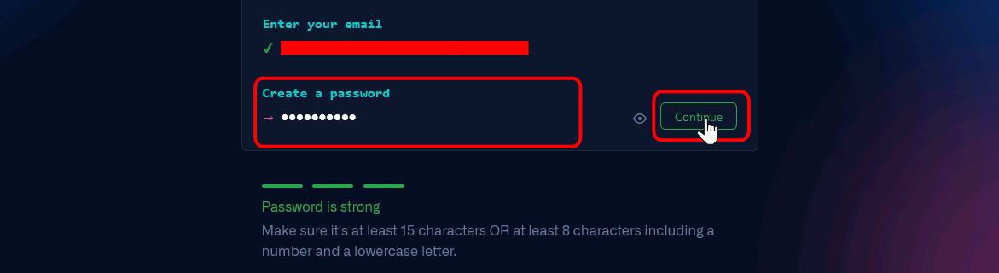 Enter your email
✓
Create a password
→ ●●●●●●●●●●
Continue
Password is strong
Make sure it's at least 15 characters OR at least 8 characters including a
number and a lowercase letter.